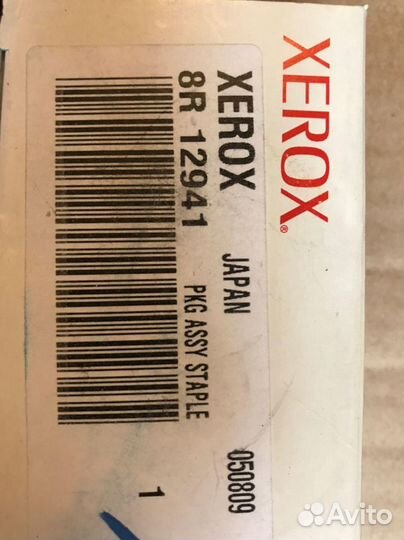 XEROX®
XEROX JAPAN 050809
8R 12941 PKG ASSY STAPLE 1
Avito